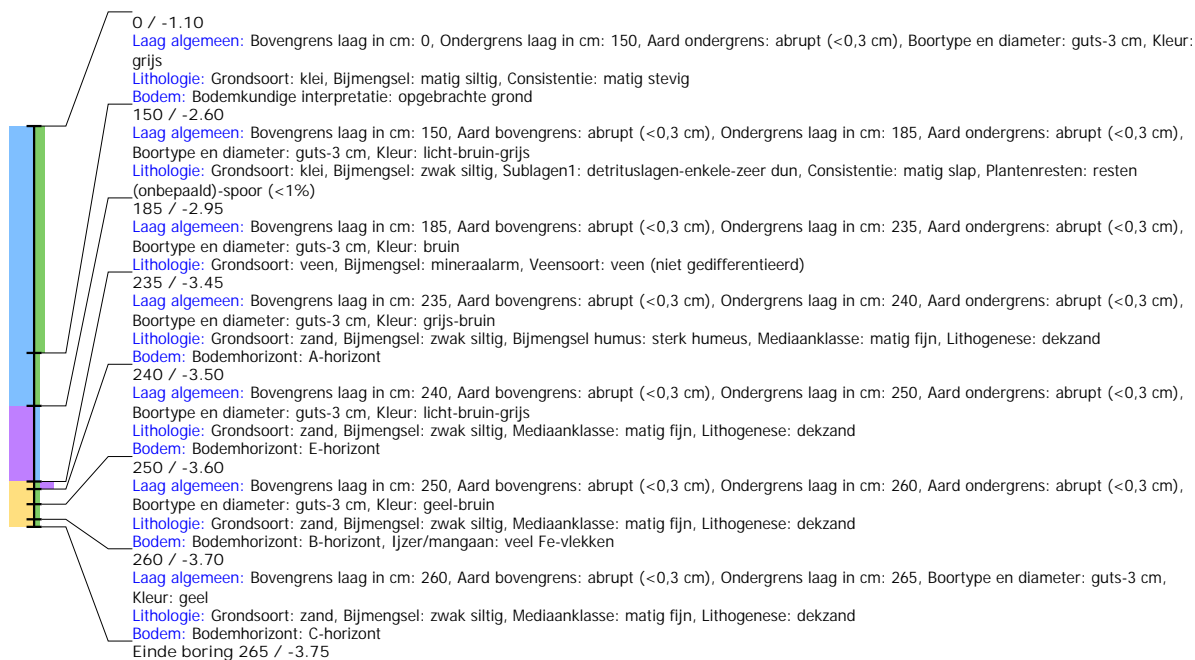 0 / -1.10
Laag algemeen: Bovengrens laag in cm: 0, Ondergrens laag in cm: 150, Aard ondergrens: abrupt (<0,3 cm), Boortype en diameter: guts-3 cm, Kleur:
grijs
Lithologie: Grondsoort: klei, Bijmengsel: matig siltig, Consistentie: matig stevig
Bodem: Bodemkundige interpretatie: opgebrachte grond
150 / -2.60
Laag algemeen: Bovengrens laag in cm: 150, Aard bovengrens: abrupt (<0,3 cm), Ondergrens laag in cm: 185, Aard ondergrens: abrupt (<0,3 cm),
Boortype en diameter: guts-3 cm, Kleur: licht-bruin-grijs
Lithologie: Grondsoort: klei, Bijmengsel: zwak siltig, Sublagen1: detrituslagen-enkele-zeer dun, Consistentie: matig slap, Plantenresten: resten
(onbepaald)-spoor (<1%)
185 / -2.95
Laag algemeen: Bovengrens laag in cm: 185, Aard bovengrens: abrupt (<0,3 cm), Ondergrens laag in cm: 235, Aard ondergrens: abrupt (<0,3 cm),
Boortype en diameter: guts-3 cm, Kleur: bruin
Lithologie: Grondsoort: veen, Bijmengsel: mineraalarm, Veensoort: veen (niet gedifferentieerd)
235 / -3.45
Laag algemeen: Bovengrens laag in cm: 235, Aard bovengrens: abrupt (<0,3 cm), Ondergrens laag in cm: 240, Aard ondergrens: abrupt (<0,3 cm),
Boortype en diameter: guts-3 cm, Kleur: grijs-bruin
Lithologie: Grondsoort: zand, Bijmengsel: zwak siltig, Bijmengsel humus: sterk humeus, Mediaanklasse: matig fijn, Lithogenese: dekzand
Bodem: Bodemhorizont: A-horizont
240 / -3.50
Laag algemeen: Bovengrens laag in cm: 240, Aard bovengrens: abrupt (<0,3 cm), Ondergrens laag in cm: 250, Aard ondergrens: abrupt (<0,3 cm),
Boortype en diameter: guts-3 cm, Kleur: licht-bruin-grijs
Lithologie: Grondsoort: zand, Bijmengsel: zwak siltig, Mediaanklasse: matig fijn, Lithogenese: dekzand
Bodem: Bodemhorizont: E-horizont
250 / -3.60
Laag algemeen: Bovengrens laag in cm: 250, Aard bovengrens: abrupt (<0,3 cm), Ondergrens laag in cm: 260, Aard ondergrens: abrupt (<0,3 cm),
Boortype en diameter: guts-3 cm, Kleur: geel-bruin
Lithologie: Grondsoort: zand, Bijmengsel: zwak siltig, Mediaanklasse: matig fijn, Lithogenese: dekzand
Bodem: Bodemhorizont: B-horizont, Ijzer/mangaan: veel Fe-vlekken
260 / -3.70
Laag algemeen: Bovengrens laag in cm: 260, Aard bovengrens: abrupt (<0,3 cm), Ondergrens laag in cm: 265, Boortype en diameter: guts-3 cm,
Kleur: geel
Lithologie: Grondsoort: zand, Bijmengsel: zwak siltig, Mediaanklasse: matig fijn, Lithogenese: dekzand
Bodem: Bodemhorizont: C-horizont
Einde boring 265 / -3.75